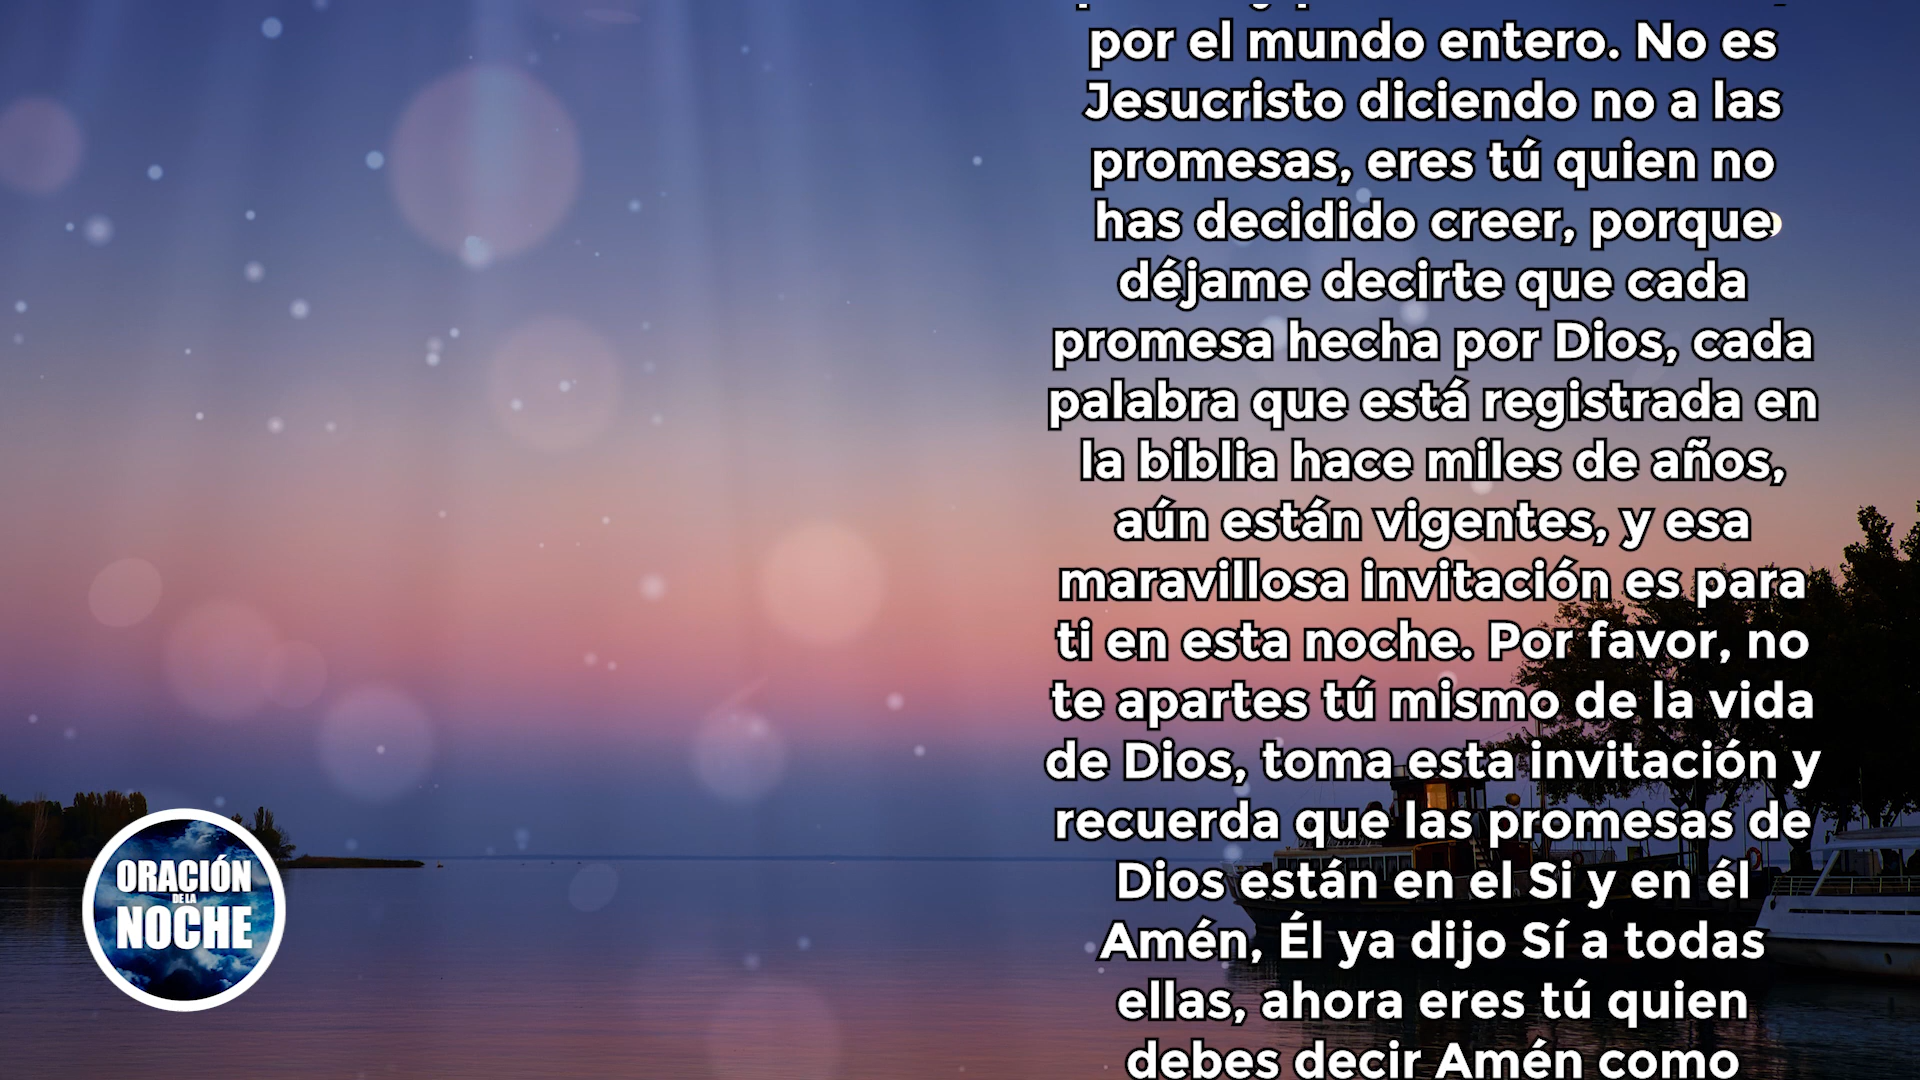 por el mundo entero. No es
Jesucristo diciendo no a las
promesas, eres tú quien no
has decidido creer, porque
déjame decirte que cada
promesa hecha por Dios, cada
palabra que está registrada en
la biblia hace miles de años,
aún están vigentes, y esa
maravillosa invitación es para
ti en esta noche. Por favor, no
te apartes tú mismo de la vida
de Dios, toma esta invitación y
recuerda que las promesas de
Dios están en el Si y en él
Amén, Él ya dijo Sí a todas
ellas, ahora eres tú quien
debes decir Amén como
ORACIÓN
DE LA
NOCHE